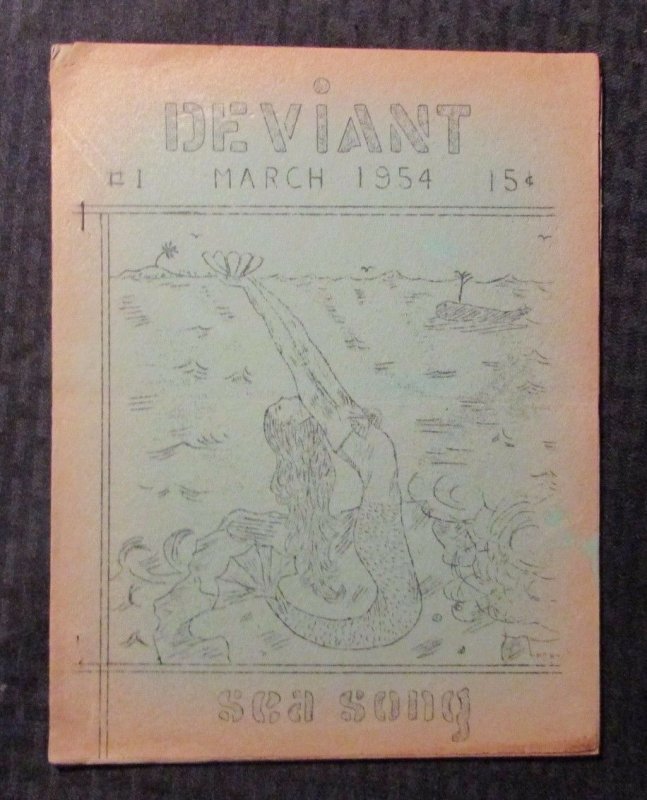 DEViANT
#1 MARCH 1954 15¢
sea song